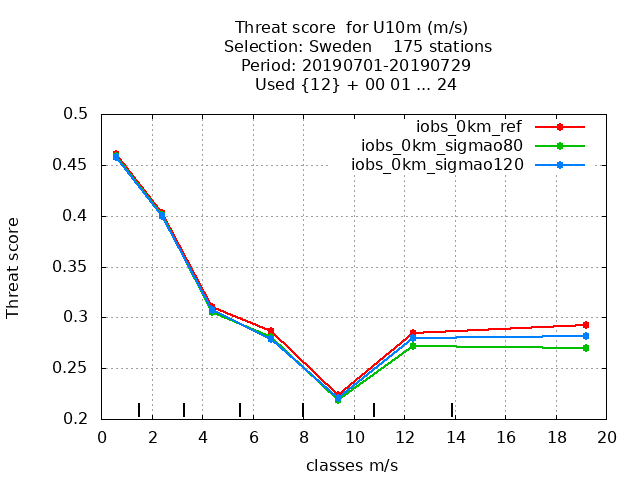 Threat score  for U10m (m/s)
Selection: Sweden    175 stations
Period: 20190701-20190729
Used {12} + 00 01 ... 24
iobs_0km_ref
iobs_0km_sigmao80
iobs_0km_sigmao120
Threat score
0.5
0.45
0.4
0.35
0.3
0.25
0.2
0 2 4 6 8 10 12 14 16 18 20
classes m/s